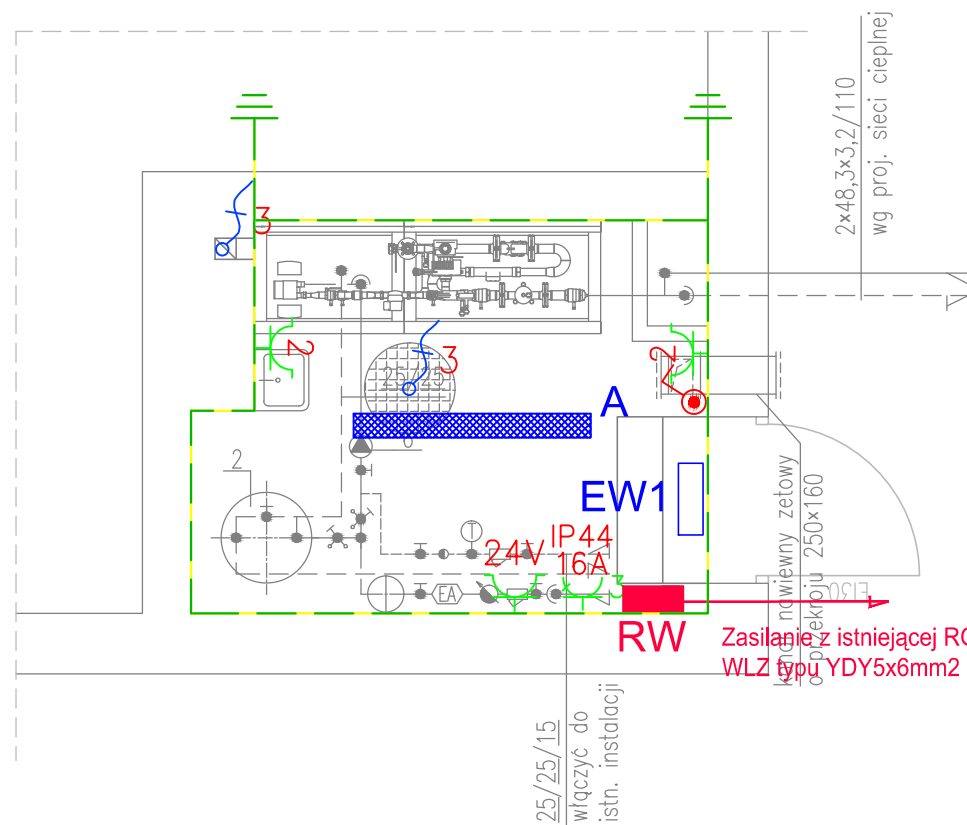 2×48,3×3,2/110
wg proj. sieci cieplnej
3
2
3
25/25
2
A
6
2
EW1
IP44
24V
16A
3
EA
EI30
RW
Zasilanie z istniejącej RG
WLZ typu YDY5x6mm2
kanał nawiewny zetowy
o przekroju 250×160
25/25/15
włączyć do
istn. instalacji